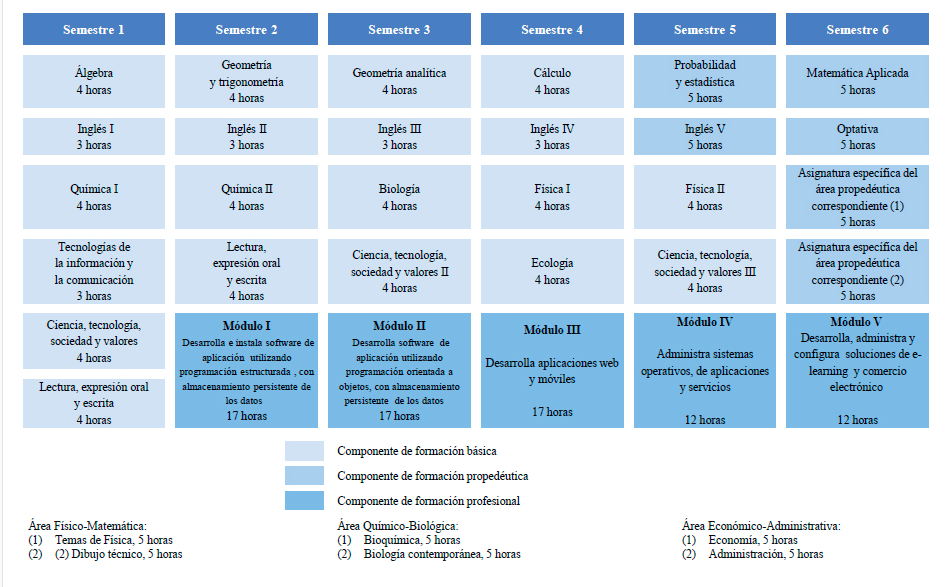 Semestre 1
Semestre 2
Semestre 3
Semestre 4
Semestre 5
Semestre 6
Álgebra
4 horas
Geometría
y trigonometría
4 horas
Geometría analítica
4 horas
Cálculo
4 horas
Probabilidad
y estadística
5 horas
Matemática Aplicada
5 horas
Inglés I
3 horas
Inglés II
3 horas
Inglés III
3 horas
Inglés IV
3 horas
Inglés V
5 horas
Optativa
5 horas
Química I
4 horas
Química II
4 horas
Biología
4 horas
Física I
4 horas
Física II
4 horas
Asignatura específica del
área propedéutica
correspondiente (1)
5 horas
Tecnologías de
la información y
la comunicación
3 horas
Lectura,
expresión oral
y escrita
4 horas
Ciencia, tecnología,
sociedad y valores II
4 horas
Ecología
4 horas
Ciencia, tecnología,
sociedad y valores III
4 horas
Asignatura específica del
área propedéutica
correspondiente (2)
5 horas
Ciencia, tecnología,
sociedad y valores
4 horas
Lectura, expresión oral
y escrita
4 horas
Módulo I
Desarrolla e instala software de
aplicación utilizando
programación estructurada , con
almacenamiento persistente de
los datos
17 horas
Módulo II
Desarrolla software de
aplicación utilizando
programación orientada a
objetos, con almacenamiento
persistente de los datos
17 horas
Módulo III
Desarrolla aplicaciones web
y móviles
17 horas
Módulo IV
Administra sistemas
operativos, de aplicaciones
y servicios
12 horas
Módulo V
Desarrolla, administra y
configura soluciones de e-
learning y comercio
electrónico
12 horas
Componente de formación básica
Componente de formación propedéutica
Componente de formación profesional
Área Físico-Matemática:
(1) Temas de Física, 5 horas
(2) (2) Dibujo técnico, 5 horas
Área Químico-Biológica:
(1) Bioquímica, 5 horas
(2) Biología contemporánea, 5 horas
Área Económico-Administrativa:
(1) Economía, 5 horas
(2) Administración, 5 horas